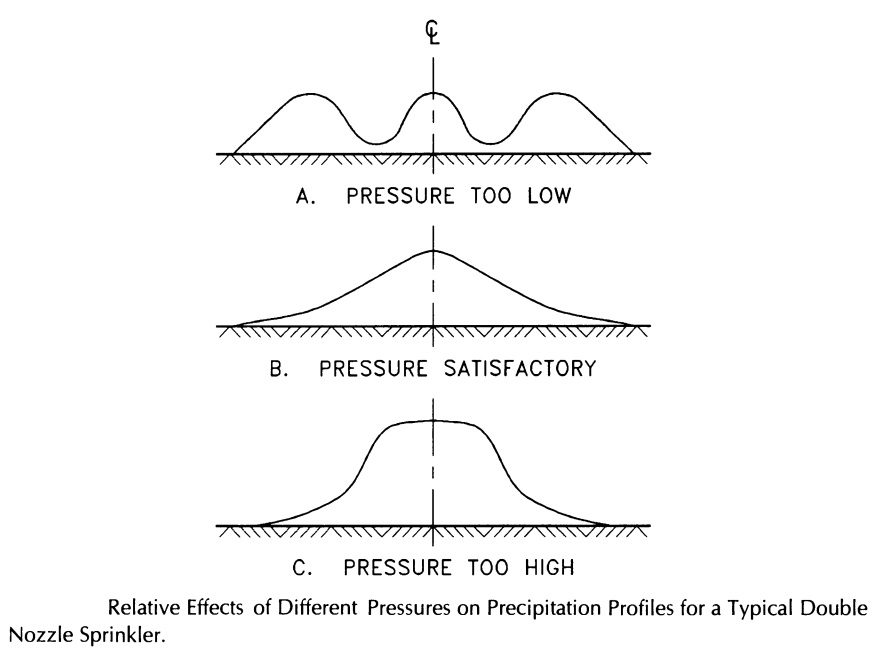 ℄
A. PRESSURE TOO LOW
B. PRESSURE SATISFACTORY
C. PRESSURE TOO HIGH
Relative Effects of Different Pressures on Precipitation Profiles for a Typical Double
Nozzle Sprinkler.